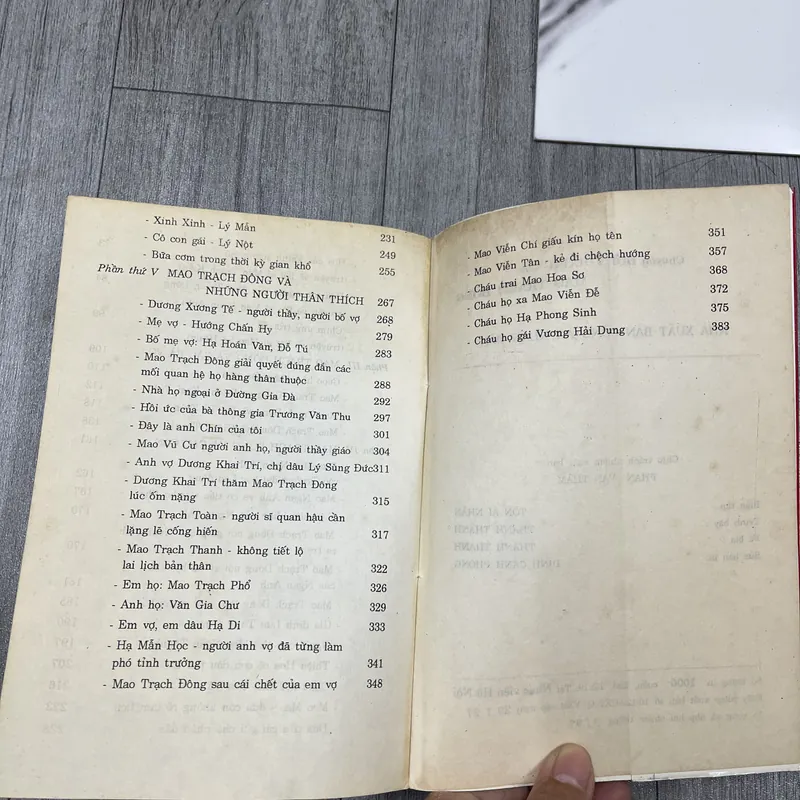 - Xinh Xinh - Lý Mẫn 231
- Cô con gái - Lý Nột 249
- Bữa cơm trong thời kỳ gian khổ 255
Phần thứ V MAO TRẠCH ĐÔNG VÀ
NHỮNG NGƯỜI THÂN THÍCH 267
- Dương Xương Tế - người thầy, người bố vợ 268
- Mẹ vợ - Hướng Chấn Hy 279
- Bố mẹ vợ: Hạ Hoán Văn, Đỗ Tú 283
- Mao Trạch Đông giải quyết đúng đắn các
mối quan hệ họ hàng thân thuộc 288
- Nhà họ ngoại ở Đường Gia Đà 292
- Hồi ức của bà thông gia Trương Văn Thu 297
- Đây là anh Chín của tôi 301
- Mao Vũ Cư người anh họ, người thầy giáo 304
- Anh vợ Dương Khai Trí, chị dâu Lý Sùng Đức 311
- Dương Khai Trí thăm Mao Trạch Đông
lúc ốm nặng 315
- Mao Trạch Toàn - người sĩ quan hậu cần
lặng lẽ cống hiến 317
- Mao Trạch Thanh - không tiết lộ
lai lịch bản thân 322
- Em họ: Mao Trạch Phổ 326
- Anh họ: Văn Gia Chư 329
- Em vợ, em dâu Hạ Di 333
- Hạ Mẫn Học - người anh vợ đã từng làm
phó tỉnh trưởng 341
- Mao Trạch Đông sau cái chết của em vợ 348
- Mao Viễn Chí giấu kín họ tên 351
- Mao Viễn Tân - kẻ đi chệch hướng 357
- Cháu trai Mao Hoa Sơ 368
- Cháu họ xa Mao Viễn Đễ 372
- Cháu họ Hạ Phong Sinh 375
- Cháu họ gái Vương Hải Dung 383